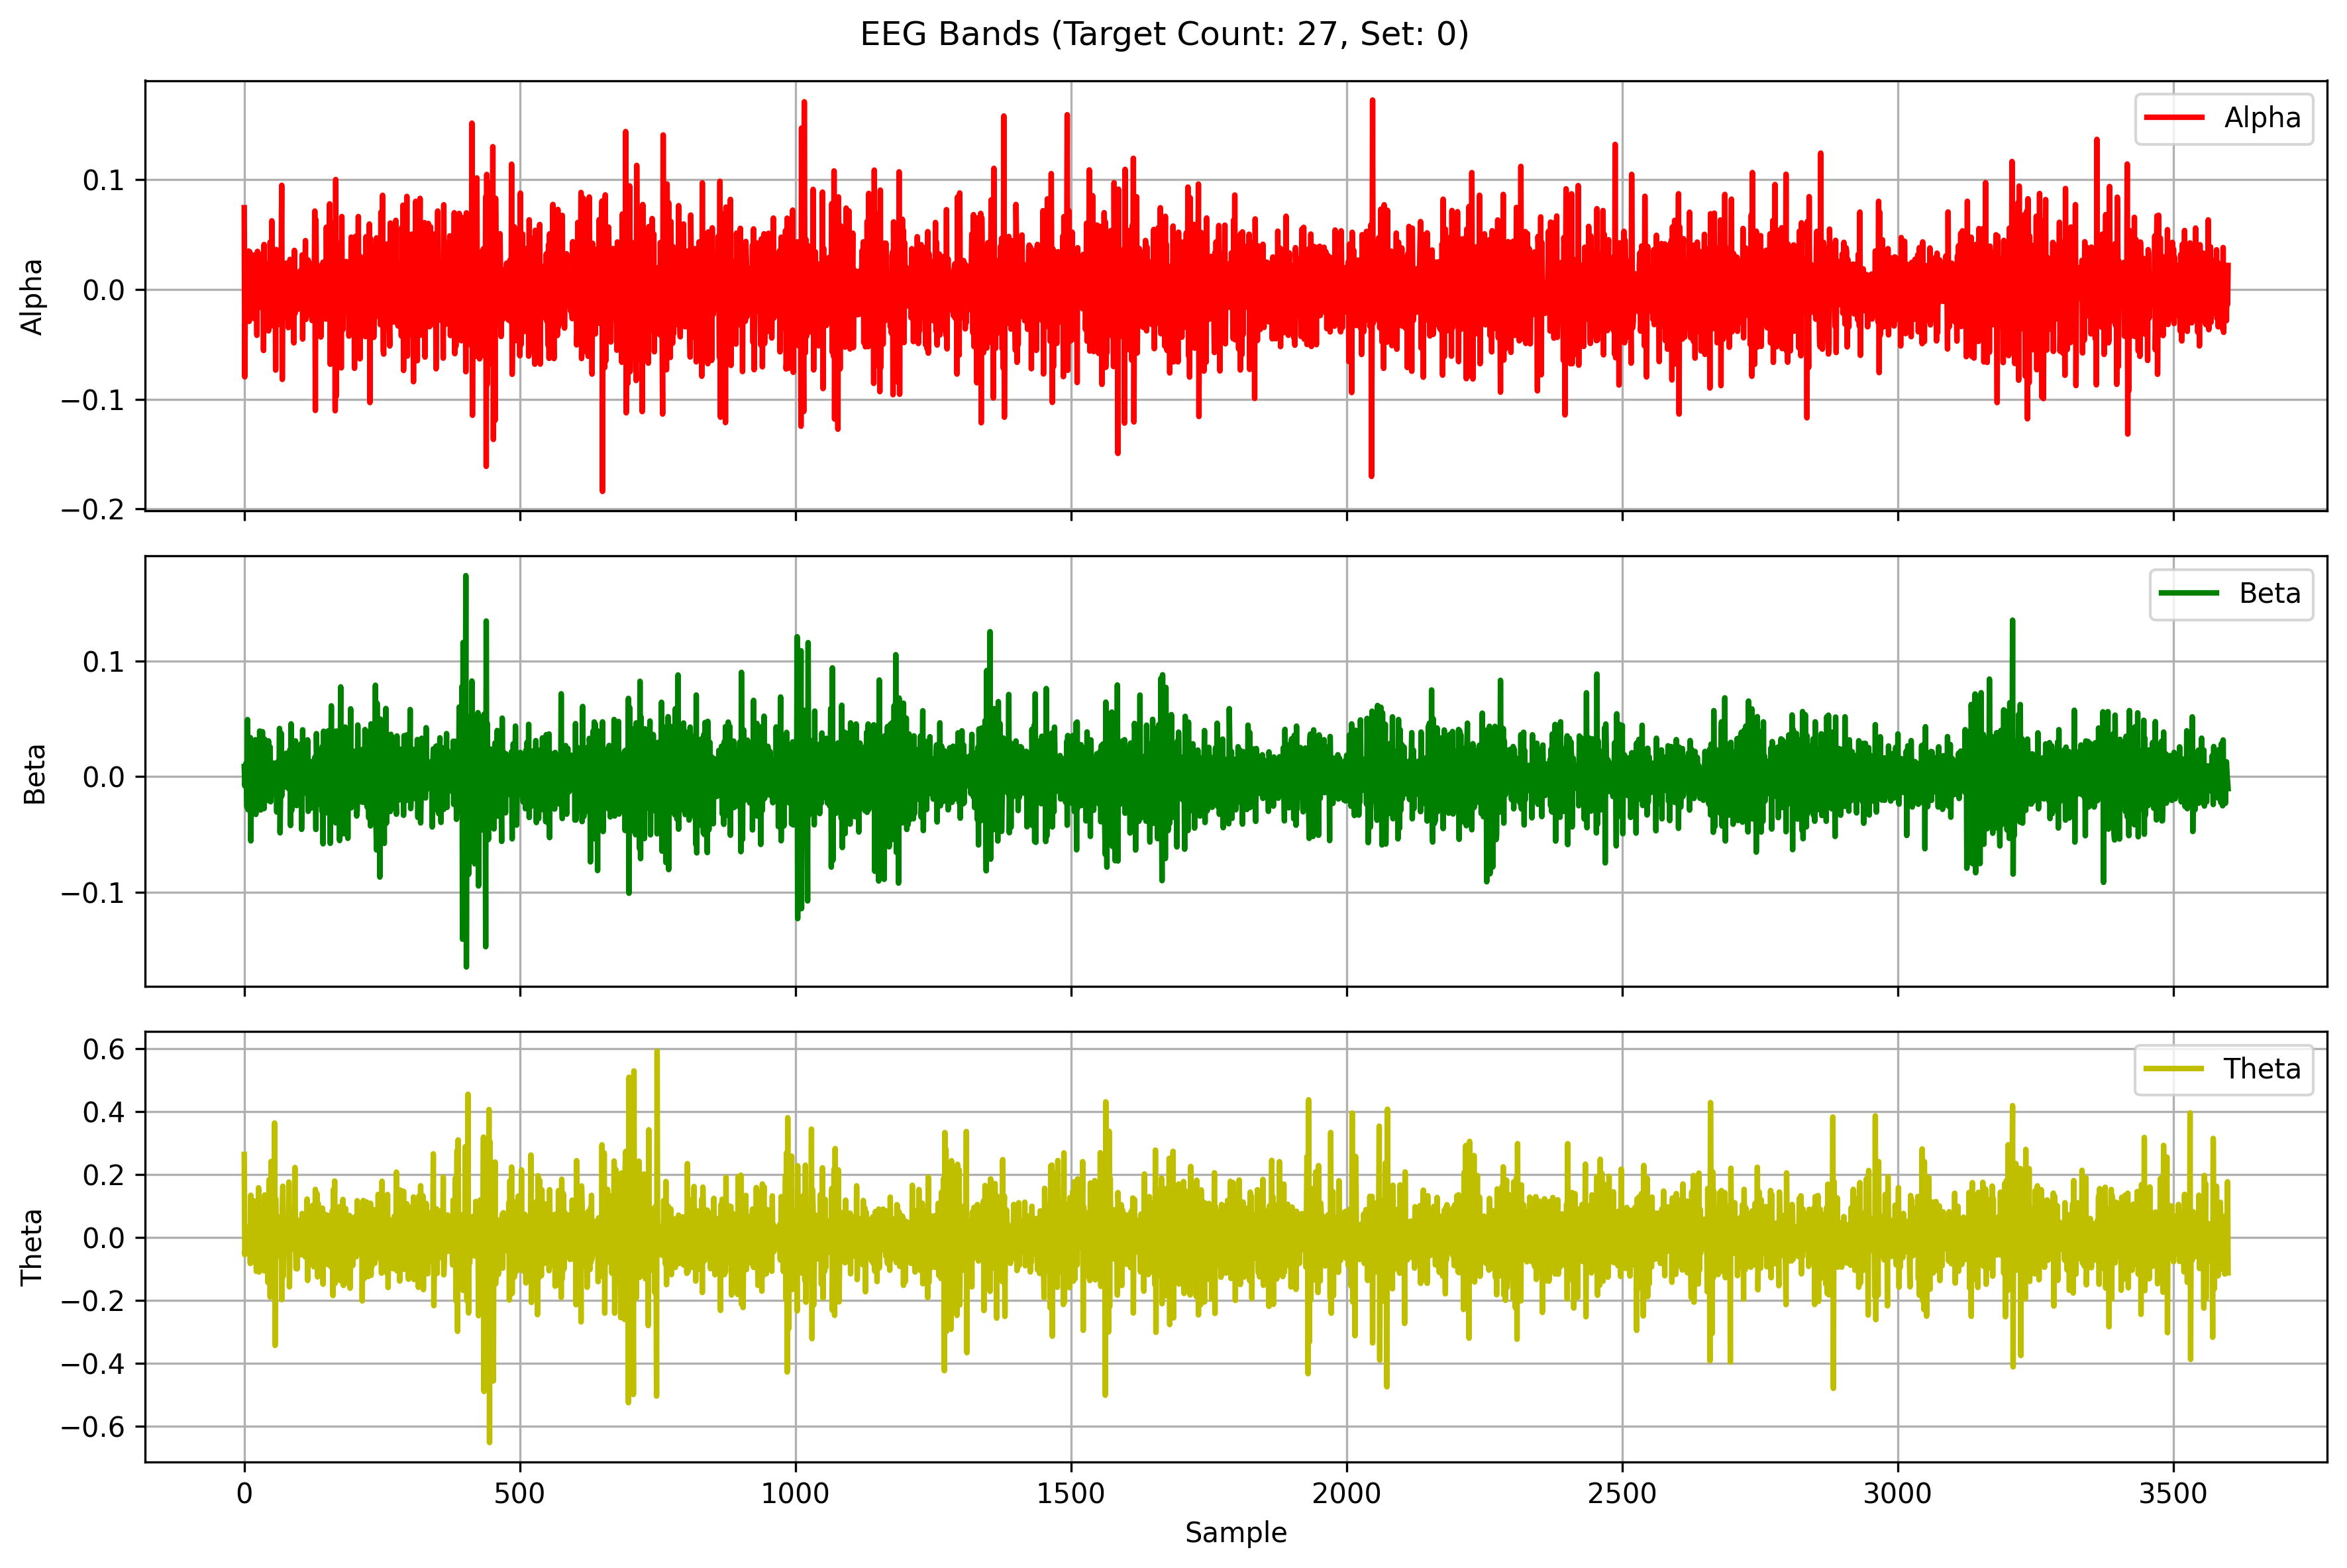 EEG Bands (Target Count: 27, Set: 0)
Alpha
0.1
0.0
−0.1
−0.2
Alpha
Beta
0.1
0.0
−0.1
Beta
Theta
0.6
0.4
0.2
0.0
−0.2
−0.4
−0.6
Theta
0 500 1000 1500 2000 2500 3000 3500
Sample